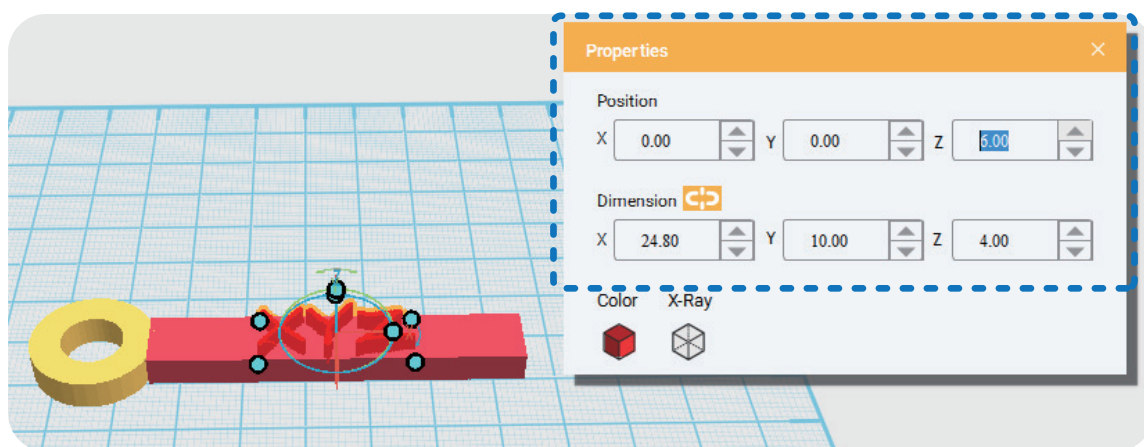 Properties
Position
X 0.00 Y 0.00 Z 6.00
Dimension
X 24.80 Y 10.00 Z 4.00
Color X-Ray